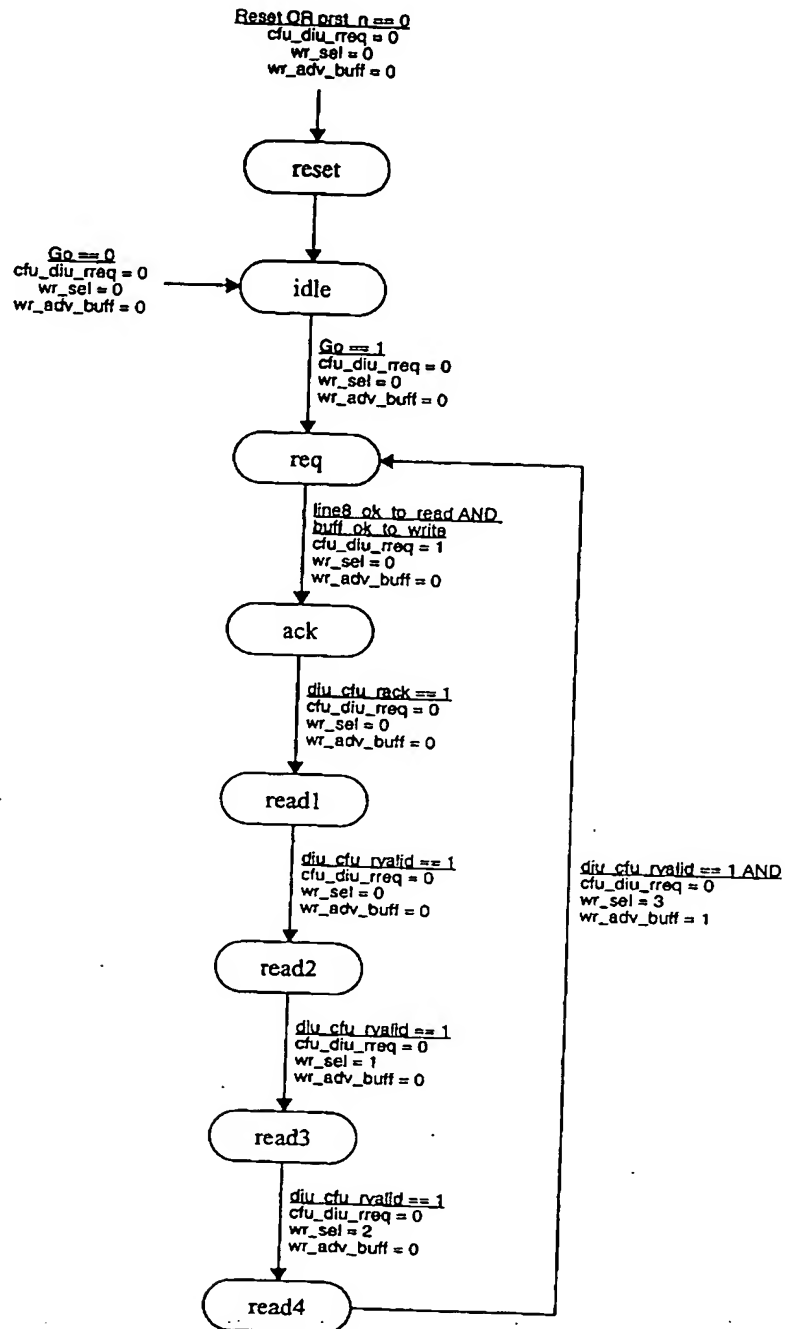 Reset OR prst_n == 0
cfu_diu_rreq = 0
wr_sel = 0
wr_adv_buff = 0
reset
Go == 0
cfu_diu_rreq = 0
wr_sel = 0
wr_adv_buff = 0
idle
Go == 1
cfu_diu_rreq = 0
wr_sel = 0
wr_adv_buff = 0
req
line8_ok_to_read AND
buff_ok_to_write
cfu_diu_rreq = 1
wr_sel = 0
wr_adv_buff = 0
ack
diu_cfu_rack == 1
cfu_diu_rreq = 0
wr_sel = 0
wr_adv_buff = 0
read1
diu_cfu_rvalid == 1
cfu_diu_rreq = 0
wr_sel = 0
wr_adv_buff = 0
diu_cfu_rvalid == 1 AND
cfu_diu_rreq = 0
wr_sel = 3
wr_adv_buff = 1
read2
diu_cfu_rvalid == 1
cfu_diu_rreq = 0
wr_sel = 1
wr_adv_buff = 0
read3
diu_cfu_rvalid == 1
cfu_diu_rreq = 0
wr_sel = 2
wr_adv_buff = 0
read4